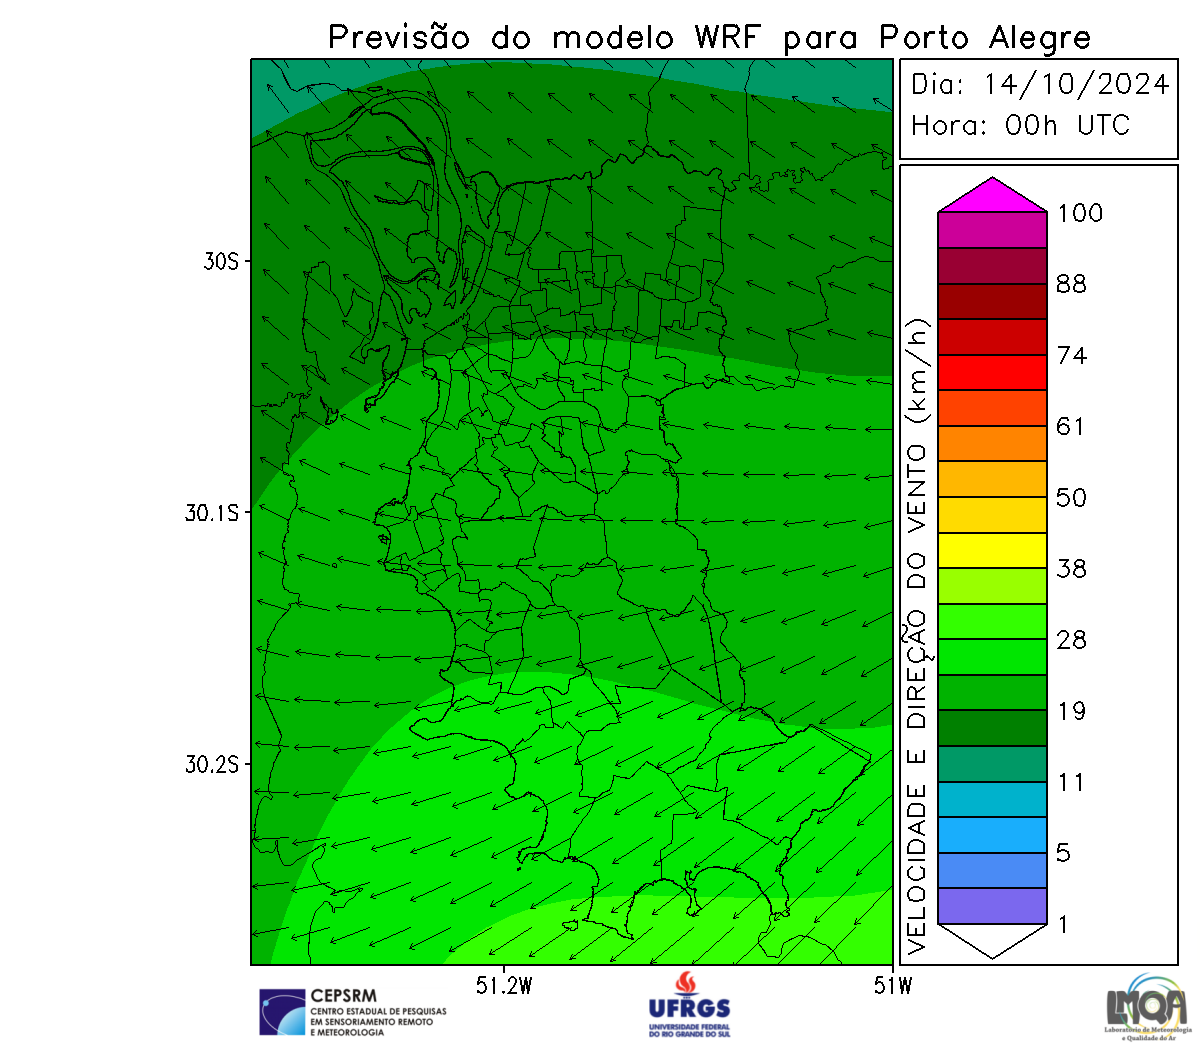 Previsão do modelo WRF para Porto Alegre
Dia: 14/10/2024
Hora: 00h UTC
100
88
74
61
50
38
28
19
11
5
1
VELOCIDADE E DIREÇÃO DO VENTO (km/h)
30S
30.1S
30.2S
51.2W
51W
CEPSRM
CENTRO ESTADUAL DE PESQUISAS
EM SENSORIAMENTO REMOTO
E METEOROLOGIA
UFRGS
UNIVERSIDADE FEDERAL
DO RIO GRANDE DO SUL
LMQA
Laboratório de Meteorologia
e Qualidade do Ar